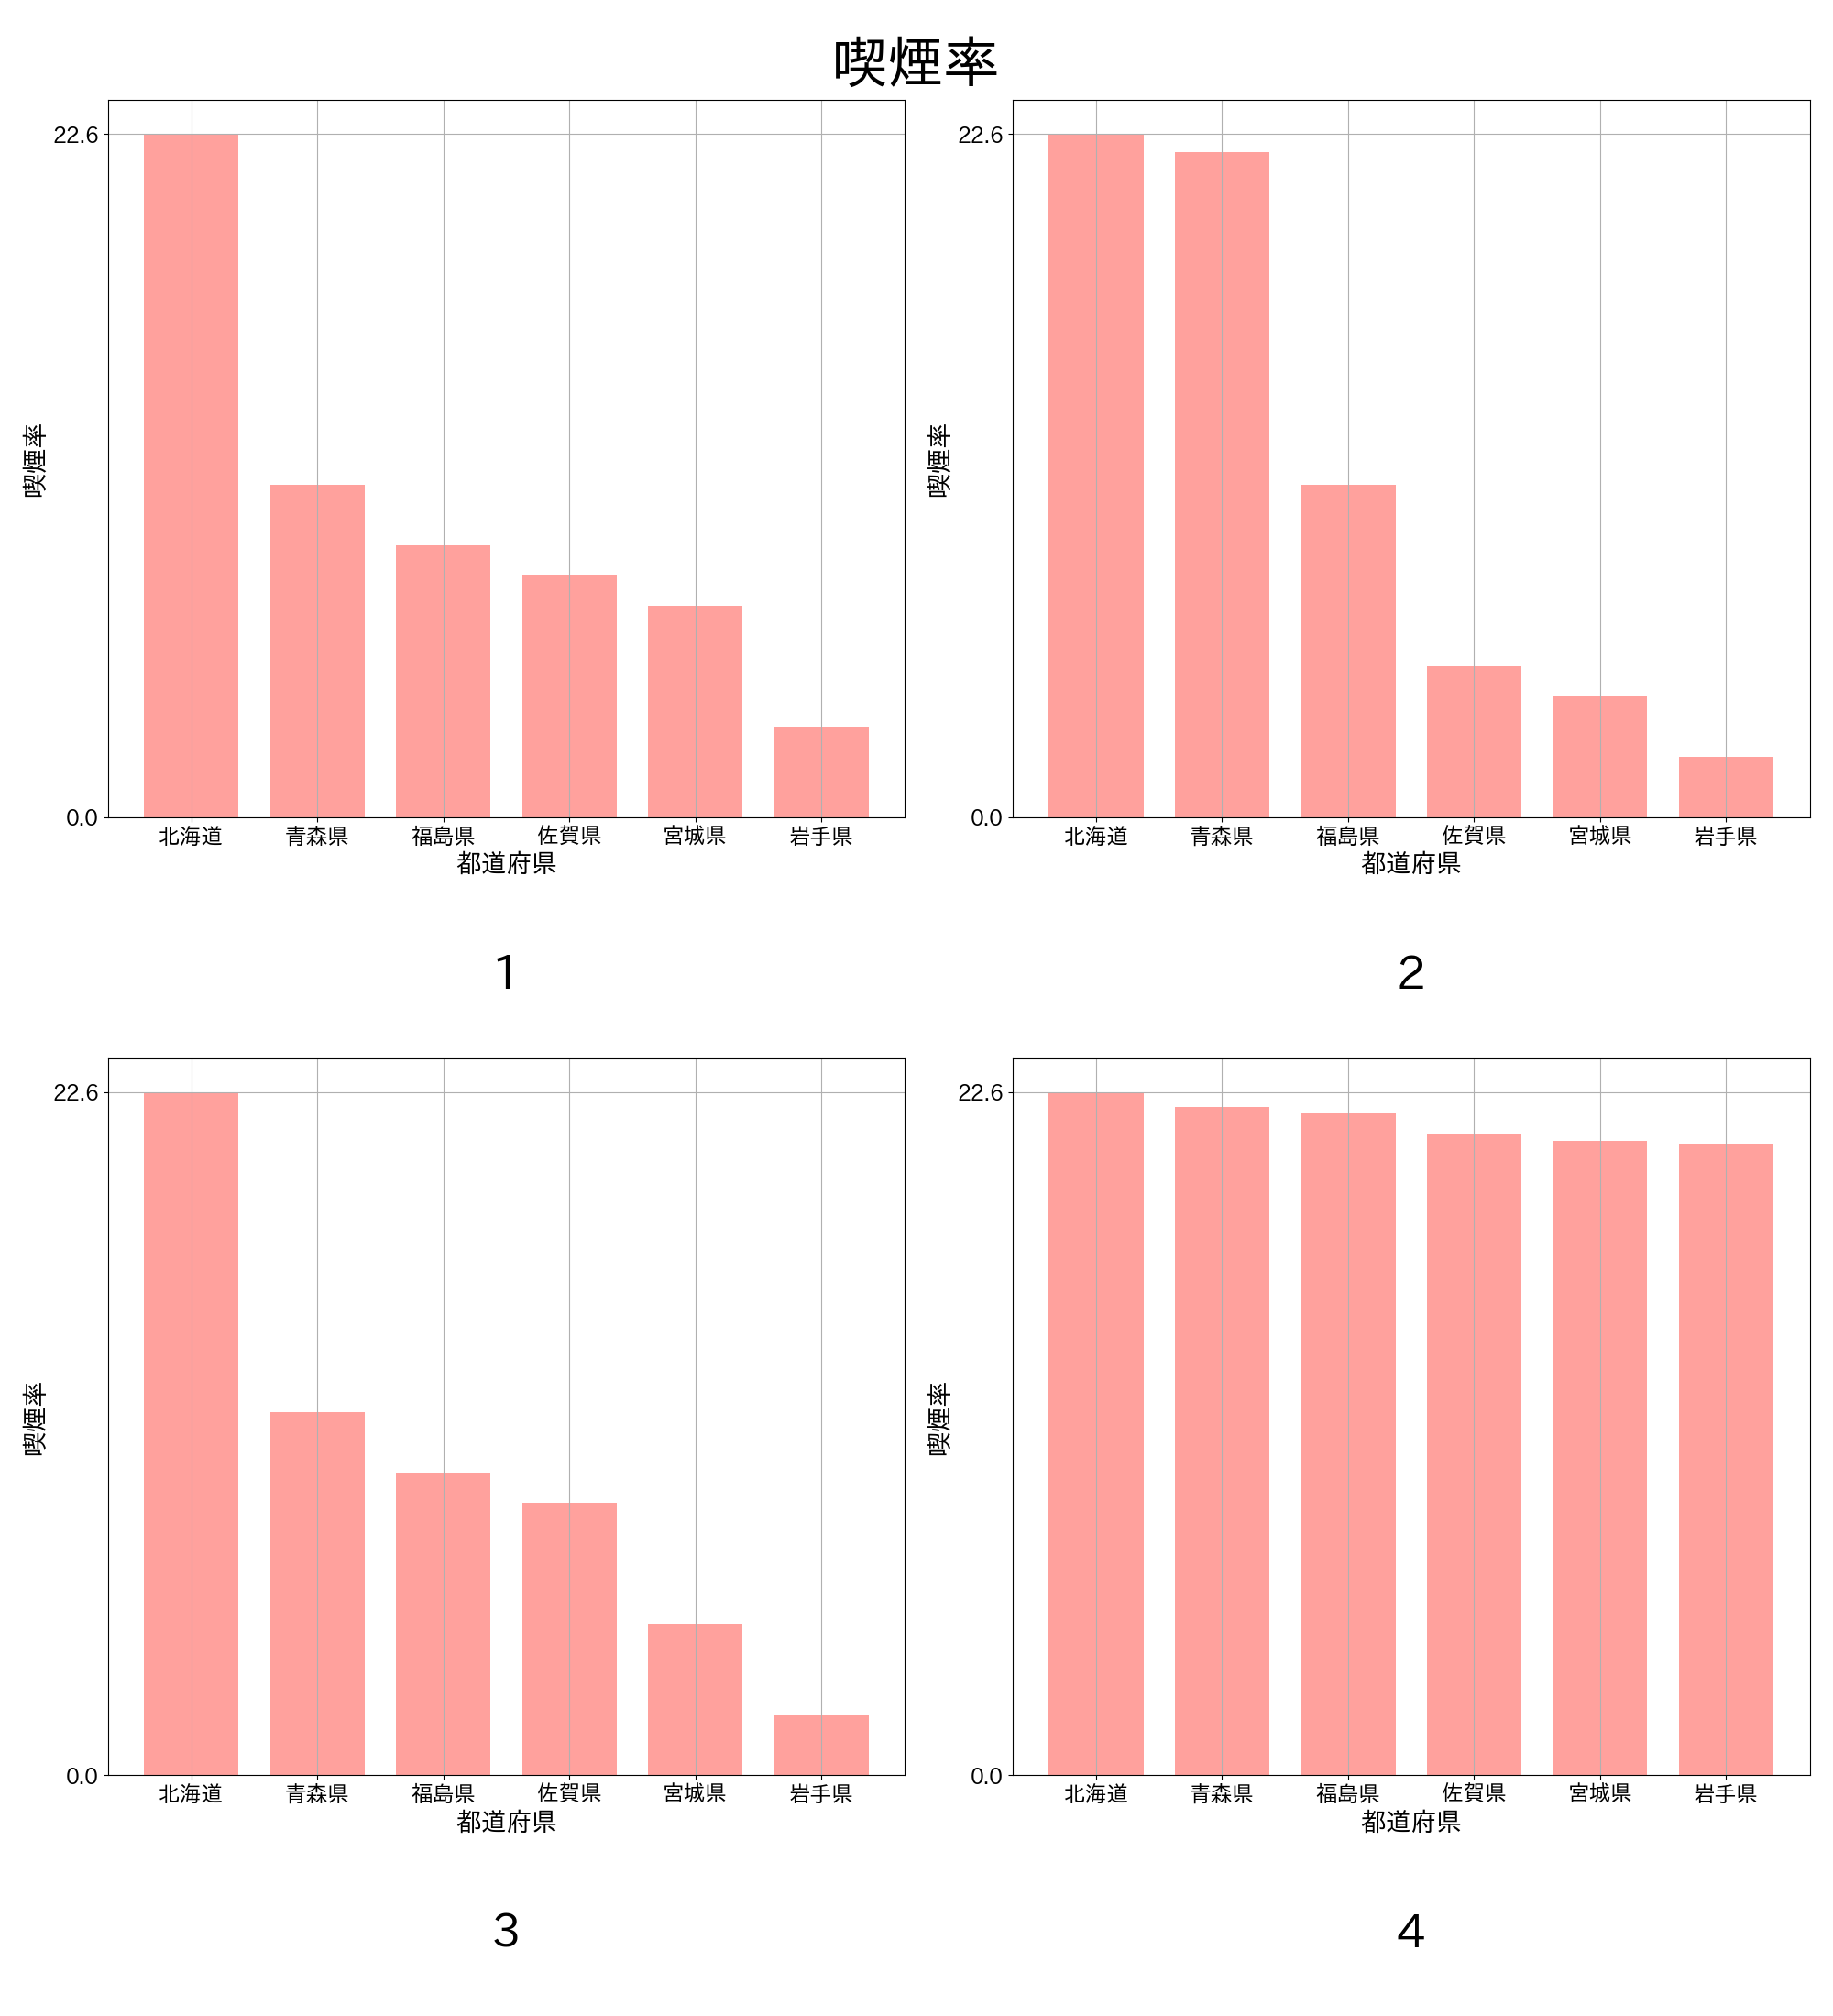 喫煙率
22.6
喫煙率
0.0
北海道 青森県 福島県 佐賀県 宮城県 岩手県
都道府県
1
22.6
喫煙率
0.0
北海道 青森県 福島県 佐賀県 宮城県 岩手県
都道府県
2
22.6
喫煙率
0.0
北海道 青森県 福島県 佐賀県 宮城県 岩手県
都道府県
3
22.6
喫煙率
0.0
北海道 青森県 福島県 佐賀県 宮城県 岩手県
都道府県
4